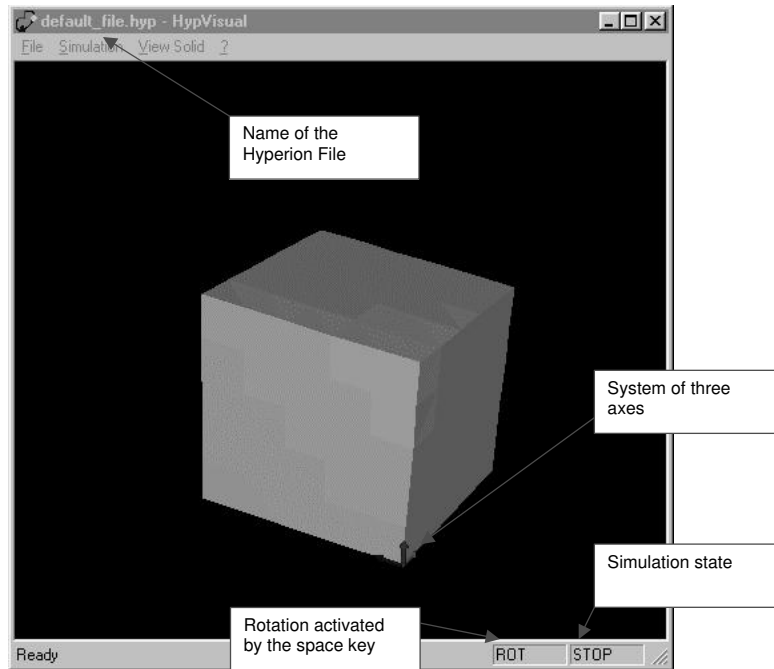 default_file.hyp - HypVisual
File Simulation View Solid ?
Name of the
Hyperion File
System of three
axes
Simulation state
Rotation activated
by the space key
Ready ROT STOP